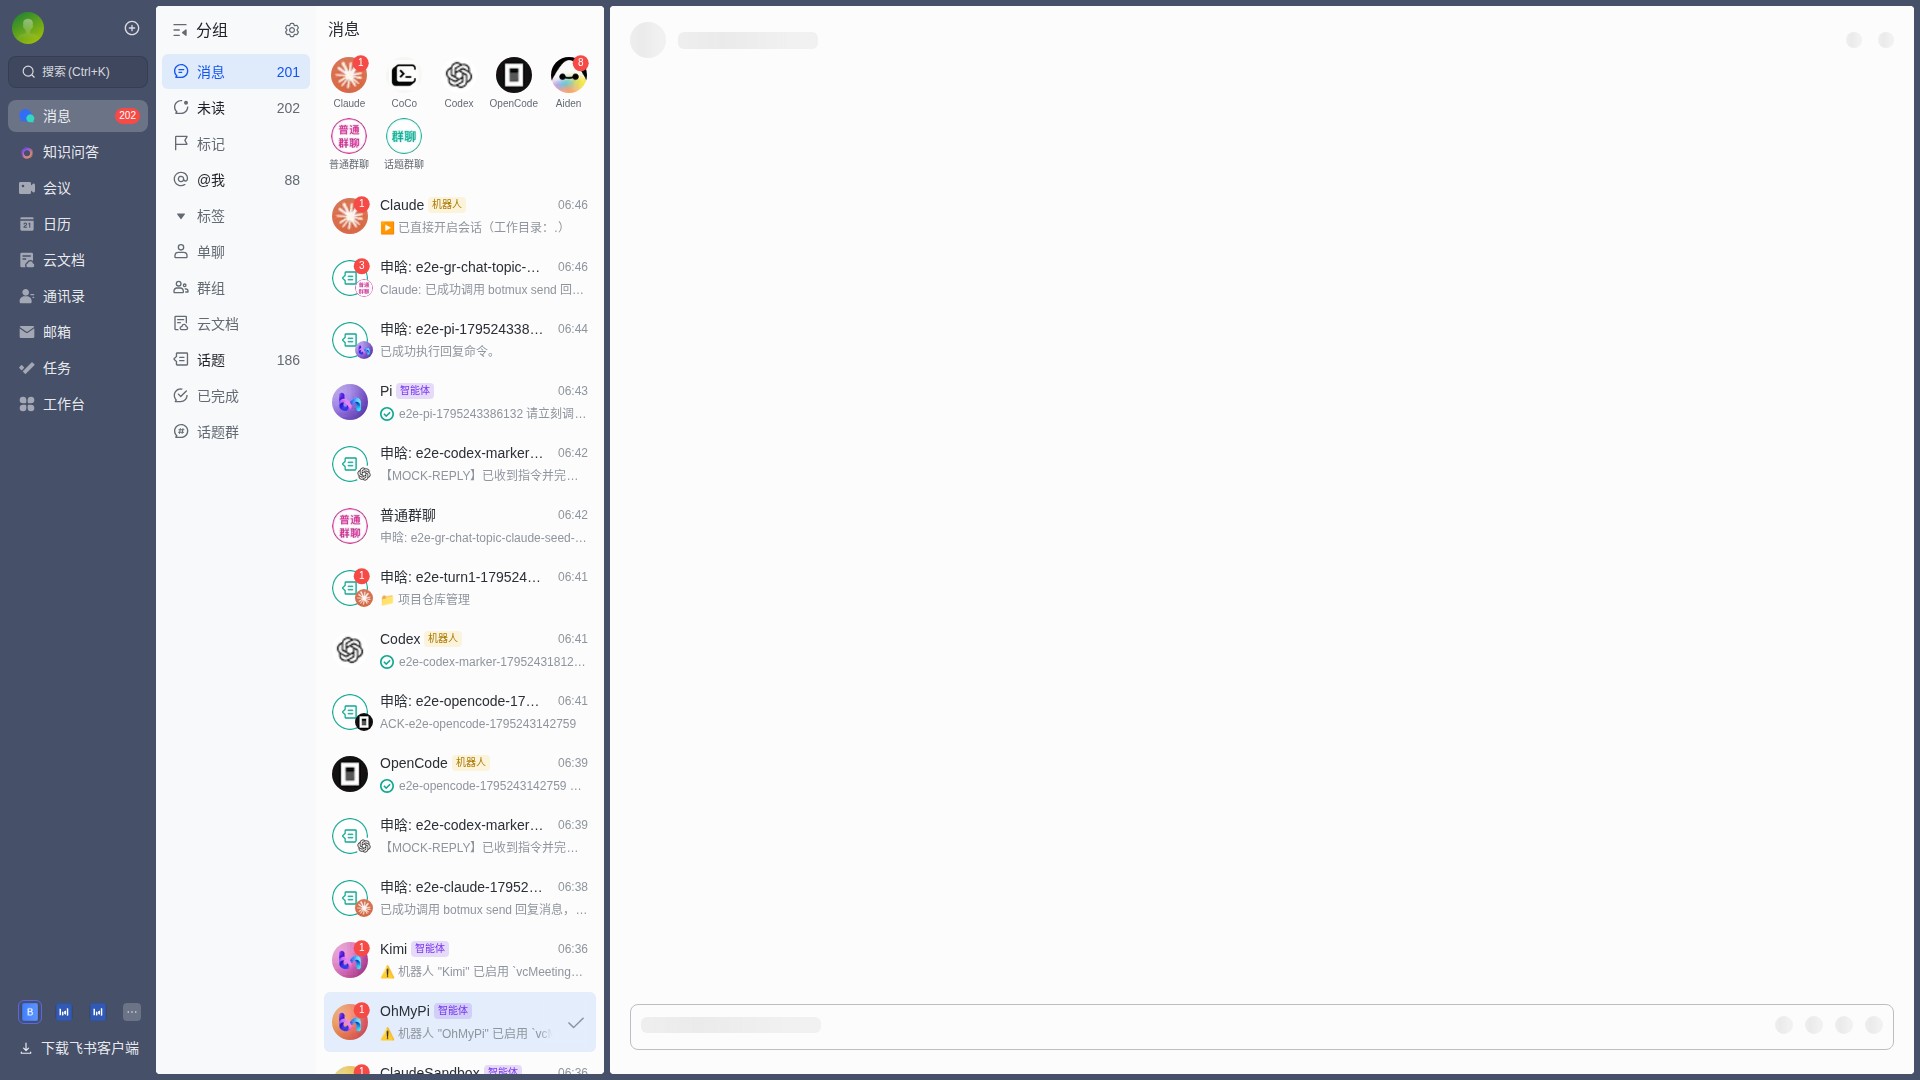 搜索 (Ctrl+K)
消息
202
知识问答
会议
日历
云文档
通讯录
邮箱
任务
工作台
B
下载飞书客户端
分组
消息
201
未读
202
标记
@我
88
标签
单聊
群组
云文档
话题
186
已完成
话题群
消息
1
8
Claude
CoCo
Codex
OpenCode
Aiden
普通
群聊
群聊
普通群聊
话题群聊
1
Claude 机器人 06:46
已直接开启会话（工作目录：.）
3
申晗: e2e-gr-chat-topic-... 06:46
Claude: 已成功调用 botmux send 回...
申晗: e2e-pi-179524338... 06:44
已成功执行回复命令。
Pi 智能体 06:43
e2e-pi-1795243386132 请立刻调...
申晗: e2e-codex-marker... 06:42
【MOCK-REPLY】已收到指令并完...
普通
群聊
普通群聊 06:42
申晗: e2e-gr-chat-topic-claude-seed-...
1
申晗: e2e-turn1-179524... 06:41
项目仓库管理
Codex 机器人 06:41
e2e-codex-marker-17952431812...
申晗: e2e-opencode-17... 06:41
ACK-e2e-opencode-1795243142759
OpenCode 机器人 06:39
e2e-opencode-1795243142759 ...
申晗: e2e-codex-marker... 06:39
【MOCK-REPLY】已收到指令并完...
申晗: e2e-claude-17952... 06:38
已成功调用 botmux send 回复消息，...
1
Kimi 智能体 06:36
机器人 "Kimi" 已启用 `vcMeeting...
1
OhMyPi 智能体
机器人 "OhMyPi" 已启用 `vc
1
ClaudeSandbox 智能体 06:36